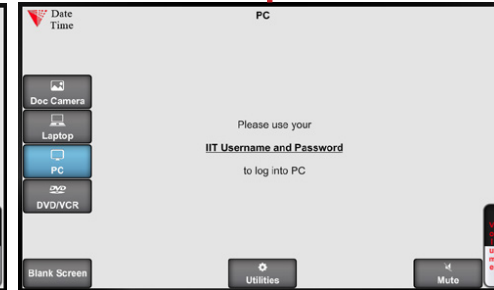 Date
Time
PC
Doc Camera
Laptop
PC
DVD
DVD/VCR
Please use your
IIT Username and Password
to log into PC
Blank Screen
Utilities
Mute